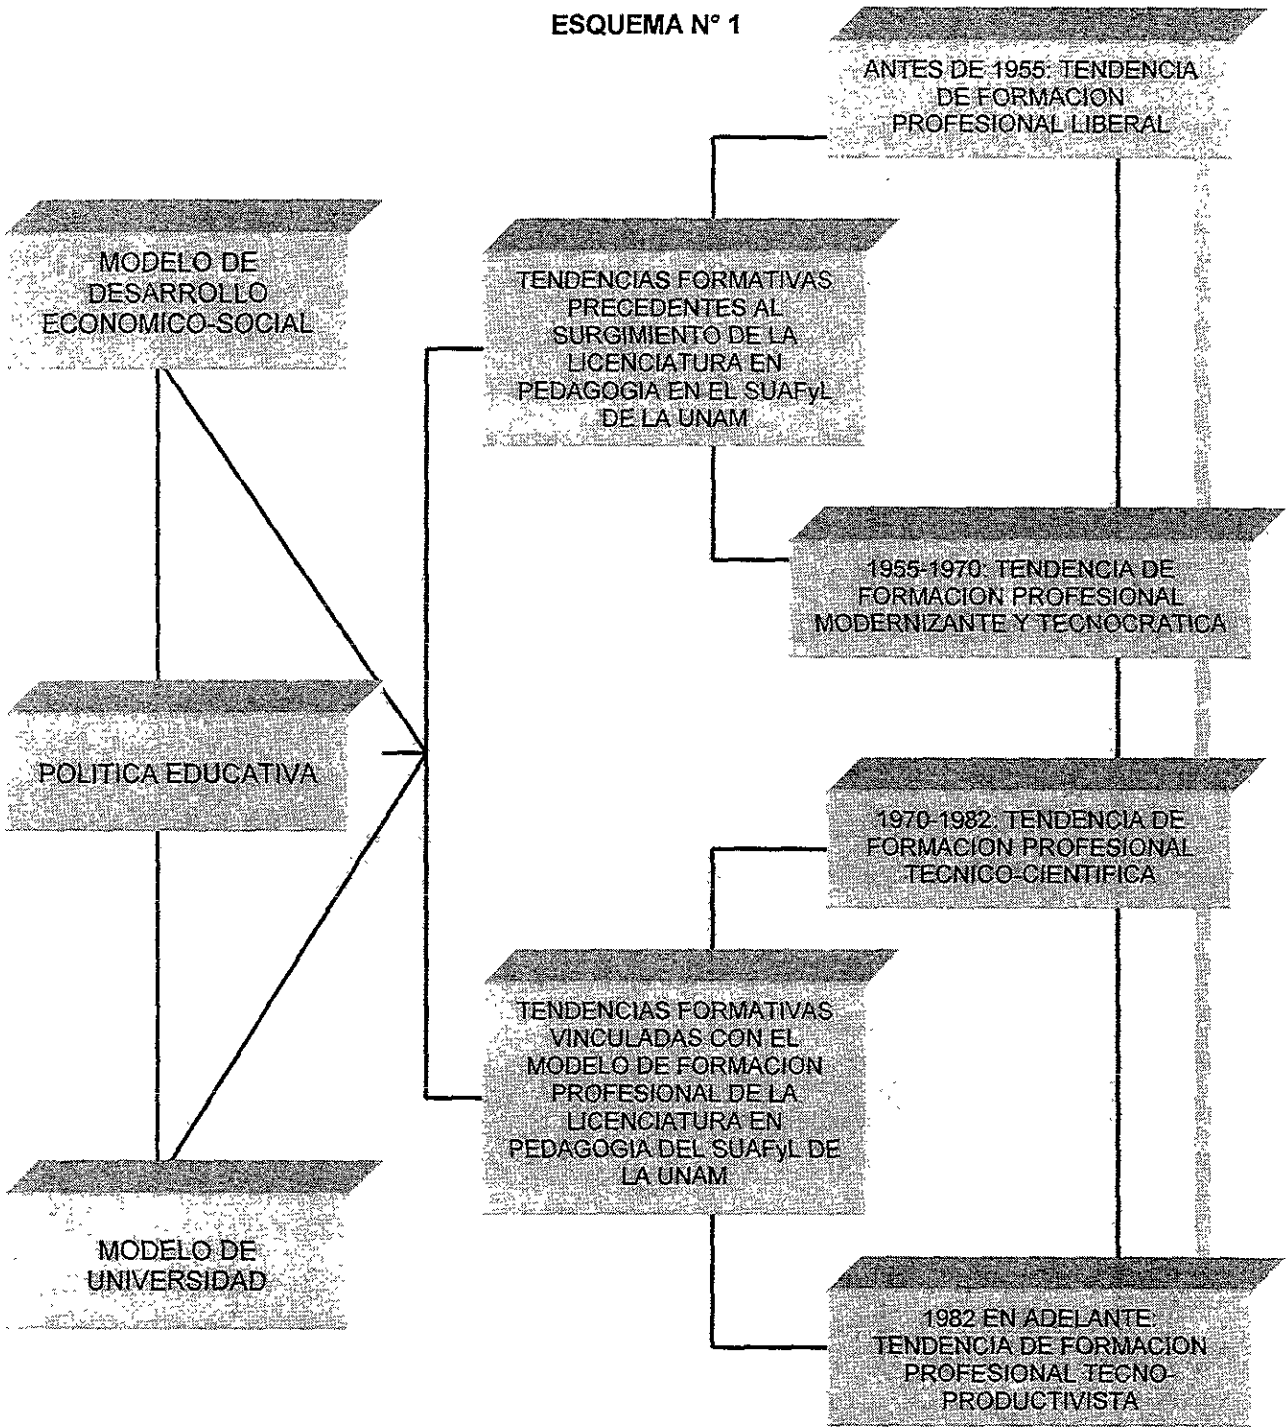 ESQUEMA N° 1
ANTES DE 1955: TENDENCIA
DE FORMACION
PROFESIONAL LIBERAL
MODELO DE
DESARROLLO
ECONOMICO-SOCIAL
TENDENCIAS FORMATIVAS
PRECEDENTES AL
SURGIMIENTO DE LA
LICENCIATURA EN
PEDAGOGIA EN EL SUAFyL
DE LA UNAM
1955-1970: TENDENCIA DE
FORMACION PROFESIONAL
MODERNIZANTE Y TECNOCRATICA
POLITICA EDUCATIVA
1970-1982: TENDENCIA DE
FORMACION PROFESIONAL
TECNICO-CIENTIFICA
TENDENCIAS FORMATIVAS
VINCULADAS CON EL
MODELO DE FORMACION
PROFESIONAL DE LA
LICENCIATURA EN
PEDAGOGIA DEL SUAFyL DE
LA UNAM
MODELO DE
UNIVERSIDAD
1982 EN ADELANTE:
TENDENCIA DE FORMACION
PROFESIONAL TECNO-
PRODUCTIVISTA